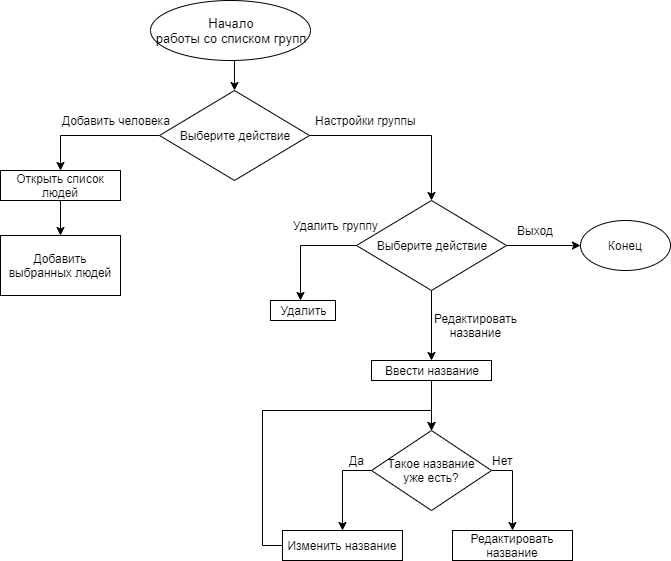 Начало
работы со списком групп
Добавить человека
Настройки группы
Выберите действие
Открыть список
людей
Удалить группу
Выход
Добавить
выбранных людей
Выберите действие
Конец
Удалить
Редактировать
название
Ввести название
Да
Такое название
уже есть?
Нет
Изменить название
Редактировать
название